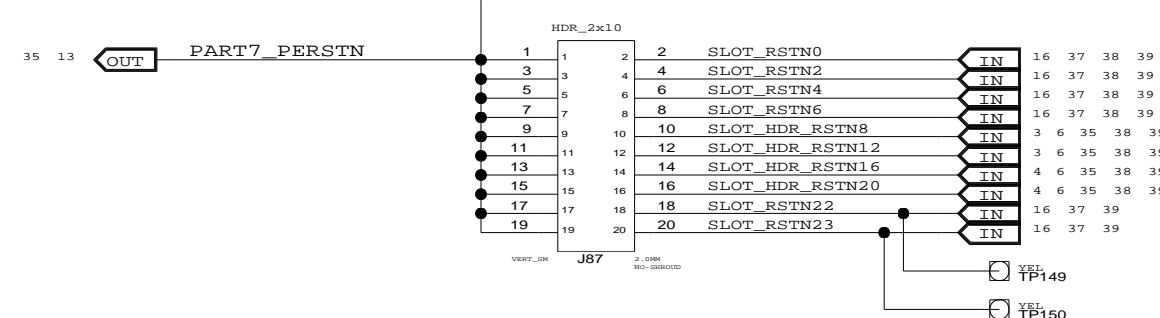 HDR_2x10
35 13 OUT PART7_PERSTN
1 1 2 2 SLOT_RSTN0 IN 16 37 38 39
3 3 4 4 SLOT_RSTN2 IN 16 37 38 39
5 5 6 6 SLOT_RSTN4 IN 16 37 38 39
7 7 8 8 SLOT_RSTN6 IN 16 37 38 39
9 9 10 10 SLOT_HDR_RSTN8 IN 3 6 35 38 39
11 11 12 12 SLOT_HDR_RSTN12 IN 3 6 35 38 39
13 13 14 14 SLOT_HDR_RSTN16 IN 4 6 35 38 39
15 15 16 16 SLOT_HDR_RSTN20 IN 4 6 35 38 39
17 17 18 18 SLOT_RSTN22 IN 16 37 39
19 19 20 20 SLOT_RSTN23 IN 16 37 39
VERT_SM J87 2.0MM
NO-SHROUD
YEL
TP149
YEL
TP150